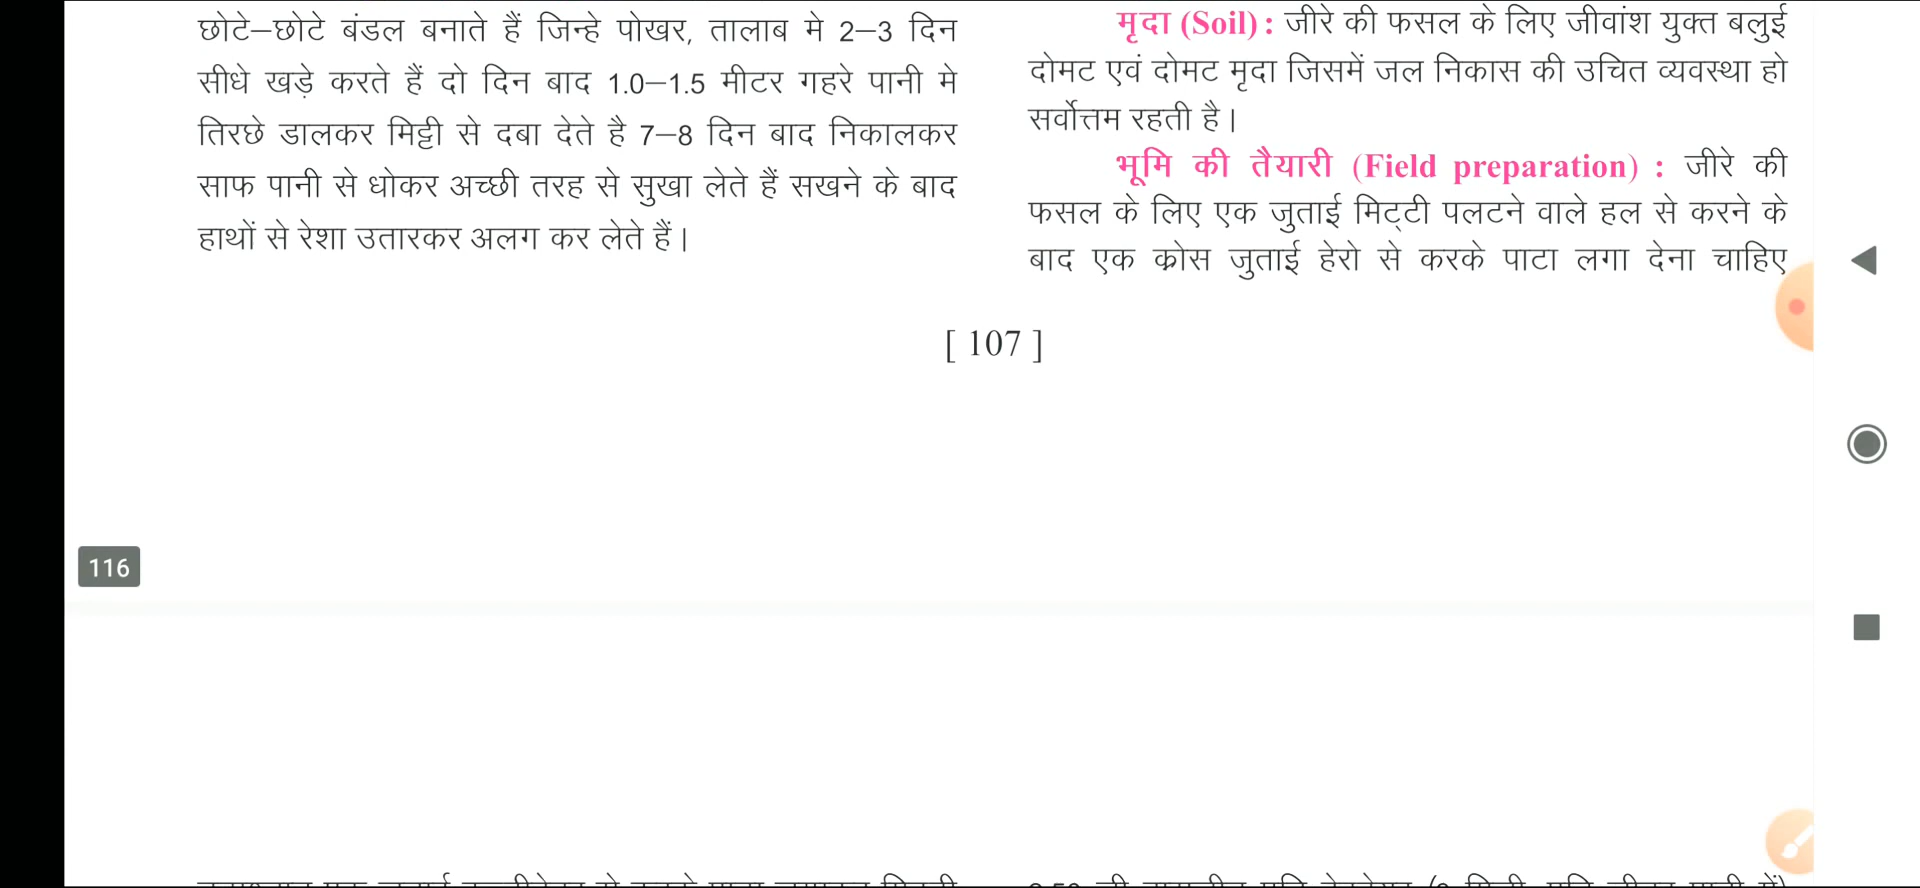 छोटे–छोटे बंडल बनाते हैं जिन्हे पोखर, तालाब मे 2–3 दिन
सीधे खड़े करते हैं दो दिन बाद 1.0–1.5 मीटर गहरे पानी मे
तिरछे डालकर मिट्टी से दबा देते है 7–8 दिन बाद निकालकर
साफ पानी से धोकर अच्छी तरह से सुखा लेते हैं सखने के बाद
हाथों से रेशा उतारकर अलग कर लेते हैं।
मृदा (Soil) : जीरे की फसल के लिए जीवांश युक्त बलुई
दोमट एवं दोमट मृदा जिसमें जल निकास की उचित व्यवस्था हो
सर्वोत्तम रहती है।
भूमि की तैयारी (Field preparation) : जीरे की
फसल के लिए एक जुताई मिट्टी पलटने वाले हल से करने के
बाद एक क्रोस जुताई हेरो से करके पाटा लगा देना चाहिए
[ 107 ]
116